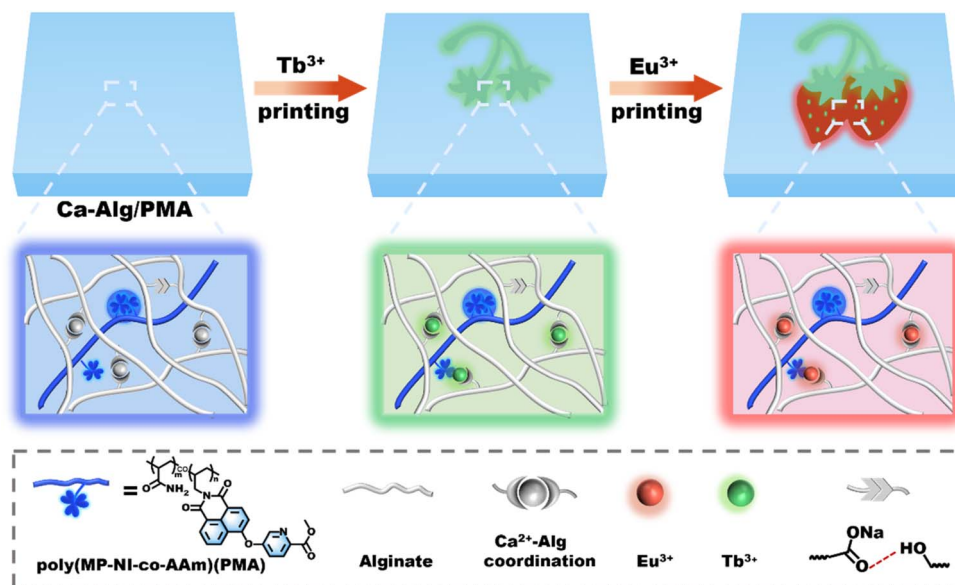 Tb³⁺
printing
Eu³⁺
printing
Ca-Alg/PMA
=
m
co
n
O
NH₂
O
N
O
O
N
O
O
poly(MP-NI-co-AAm)(PMA)
Alginate
Ca²⁺-Alg
coordination
Eu³⁺
Tb³⁺
ONa
O
HO